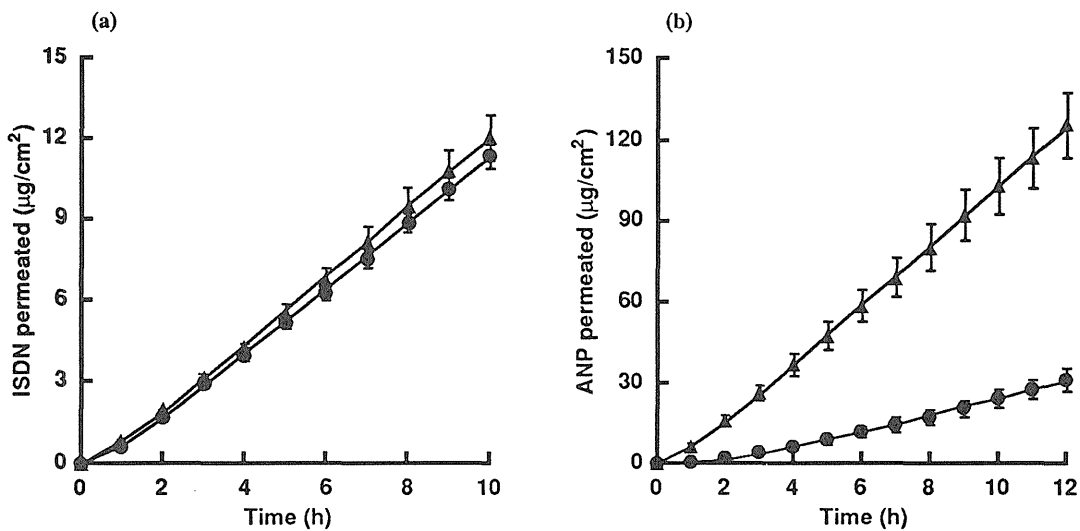 (a)
15
12
9
6
3
0
ISDN permeated (µg/cm²)
0 2 4 6 8 10
Time (h)
(b)
150
120
90
60
30
0
ANP permeated (µg/cm²)
0 2 4 6 8 10 12
Time (h)